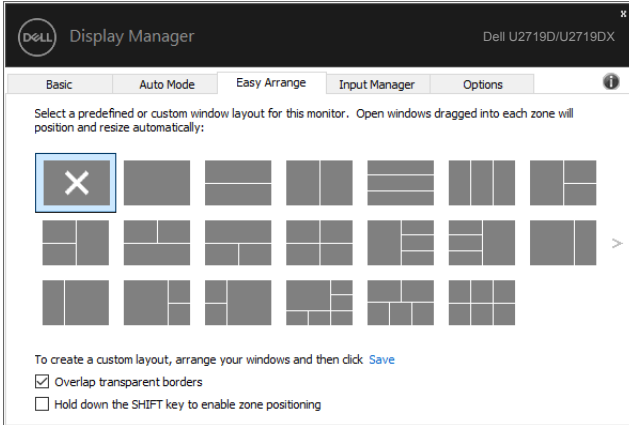 x
DELL Display Manager Dell U2719D/U2719DX
Basic Auto Mode Easy Arrange Input Manager Options i
Select a predefined or custom window layout for this monitor. Open windows dragged into each zone will
position and resize automatically:
>
To create a custom layout, arrange your windows and then click Save
Overlap transparent borders
Hold down the SHIFT key to enable zone positioning